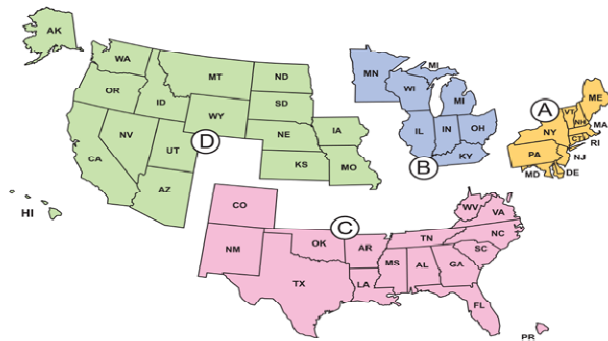 AK
WA
MT
ND
OR
ID
SD
WY
NV
NE
IA
UT
D
CA
KS
MO
AZ
HI
MN
MI
WI
MI
IL
IN
OH
KY
B
A
ME
VT
NH
MA
NY
CT
RI
PA
NJ
MD
DE
CO
C
WV
VA
NM
OK
AR
TN
NC
SC
MS
AL
GA
TX
LA
FL
PR